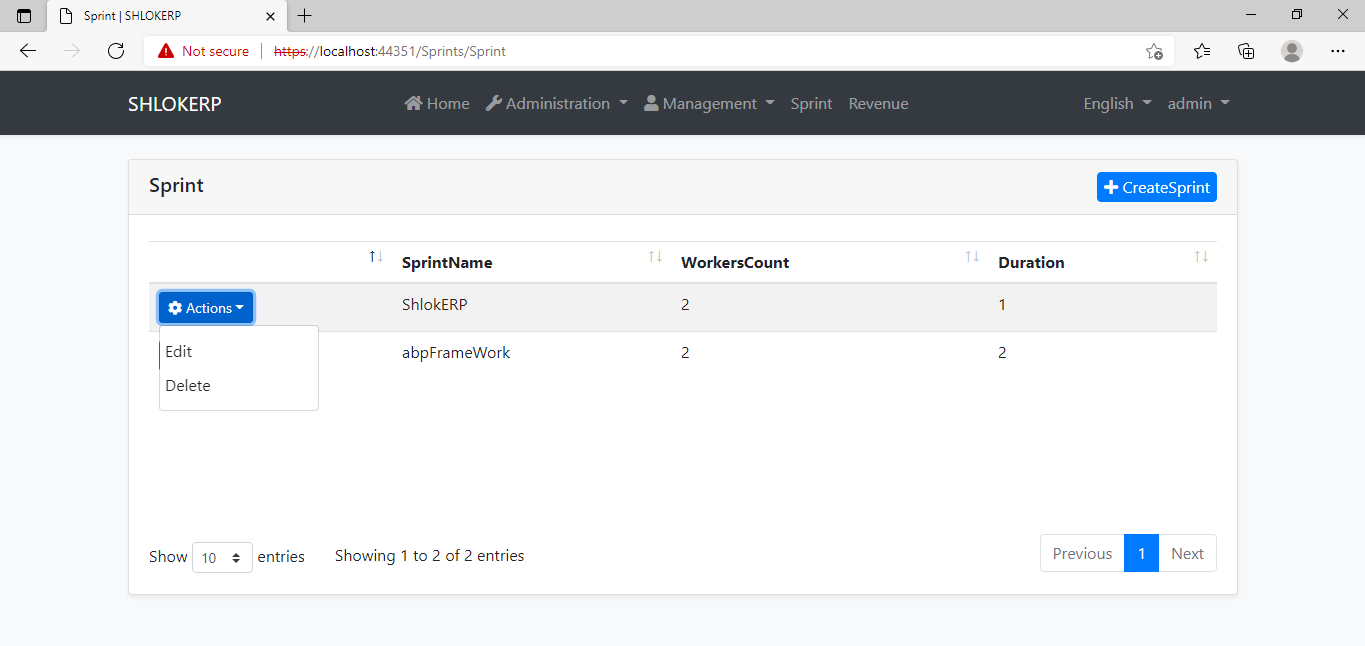 Sprint | SHLOKERP
Not secure https://localhost:44351/Sprints/Sprint
SHLOKERP Home Administration Management Sprint Revenue English admin
Sprint CreateSprint
SprintName WorkersCount Duration
Actions ShlokERP 2 1
Edit abpFrameWork 2 2
Delete
Show 10 entries Showing 1 to 2 of 2 entries Previous 1 Next